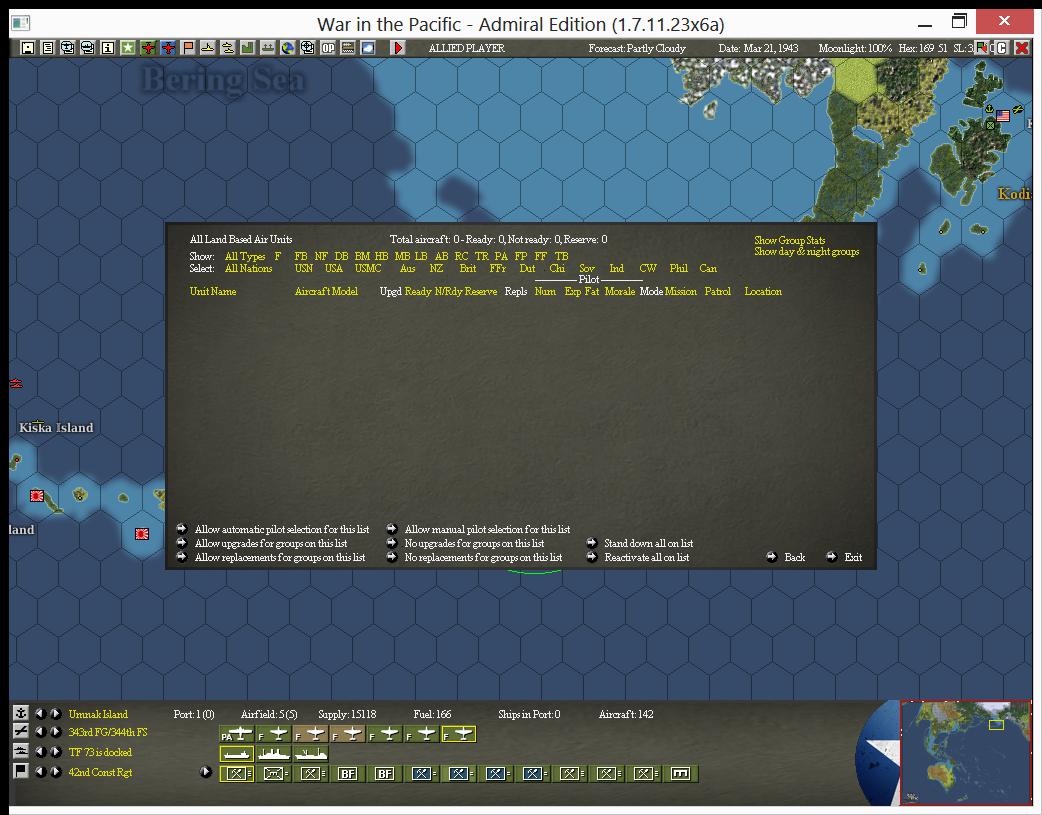 War in the Pacific - Admiral Edition (1.7.11.23x6a)
OP ALLIED PLAYER Forecast: Partly Cloudy Date: Mar 21, 1943 Moonlight: 100% Hex: 169 51 SL: 3 C
Bering Sea
Kodi
All Land Based Air Units Total aircraft: 0 - Ready: 0, Not ready: 0, Reserve: 0 Show Group Stats
Show day & night groups
Show: All Types F FB NF DB BM HB MB LB AB RC TR PA FP FF TB
Select: All Nations USN USA USMC Aus NZ Brit FFr Dut Chi Sov Ind CW Phil Can
Pilot
Unit Name Aircraft Model Upgd Ready N/Rdy Reserve Repls Num Exp Fat Morale Mode Mission Patrol Location
Kiska Island
land
Allow automatic pilot selection for this list Allow manual pilot selection for this list
Allow upgrades for groups on this list No upgrades for groups on this list Stand down all on list
Allow replacements for groups on this list No replacements for groups on this list Reactivate all on list Back Exit
Umnak Island Port: 1 (0) Airfield: 5 (5) Supply: 15118 Fuel: 166 Ships in Port: 0 Aircraft: 142
343rd FG/344th FS PA F F F F F F
TF 73 is docked
42nd Const Rgt BF BF